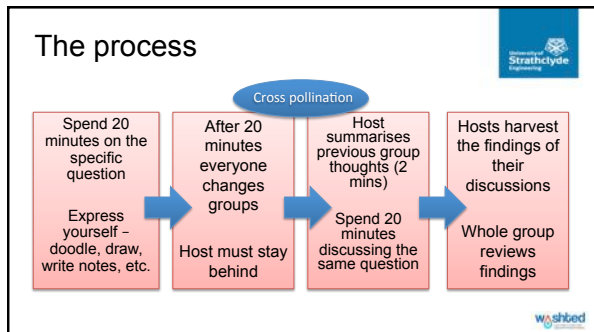 The process
University of
Strathclyde
Engineering
Cross pollination
Spend 20
minutes on the
specific
question
Express
yourself –
doodle, draw,
write notes, etc.
After 20
minutes
everyone
changes
groups
Host must stay
behind
Host
summarises
previous group
thoughts (2
mins)
Spend 20
minutes
discussing the
same question
Hosts harvest
the findings of
their
discussions
Whole group
reviews
findings
washted